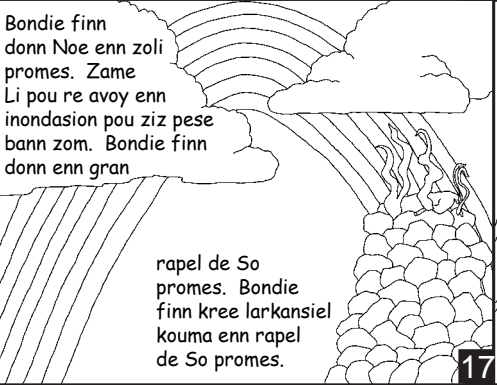 Bondie finn
donn Noe enn zoli
promes.  Zame
Li pou re avoy enn
inondasion pou ziz pese
bann zom.  Bondie finn
donn enn gran
rapel de So
promes.  Bondie
finn kree larkansiel
kouma enn rapel
de So promes.
17